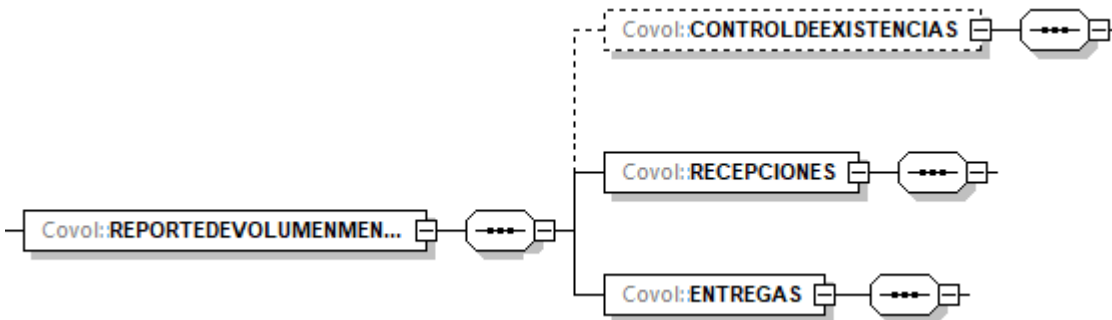 Covol::CONTROLDEEXISTENCIAS
Covol::RECEPCIONES
Covol::REPORTEDEVOLUMENMEN...
Covol::ENTREGAS